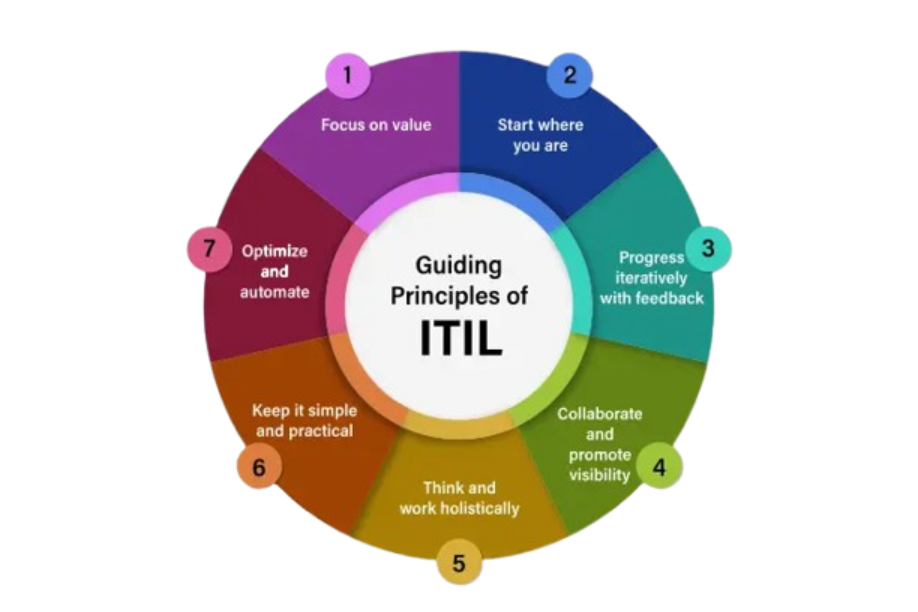 1
Focus on value
2
Start where
you are
3
Progress
iteratively
with feedback
4
Collaborate
and
promote
visibility
5
Think and
work holistically
6
Keep it simple
and practical
7
Optimize
and
automate
Guiding
Principles of
ITIL